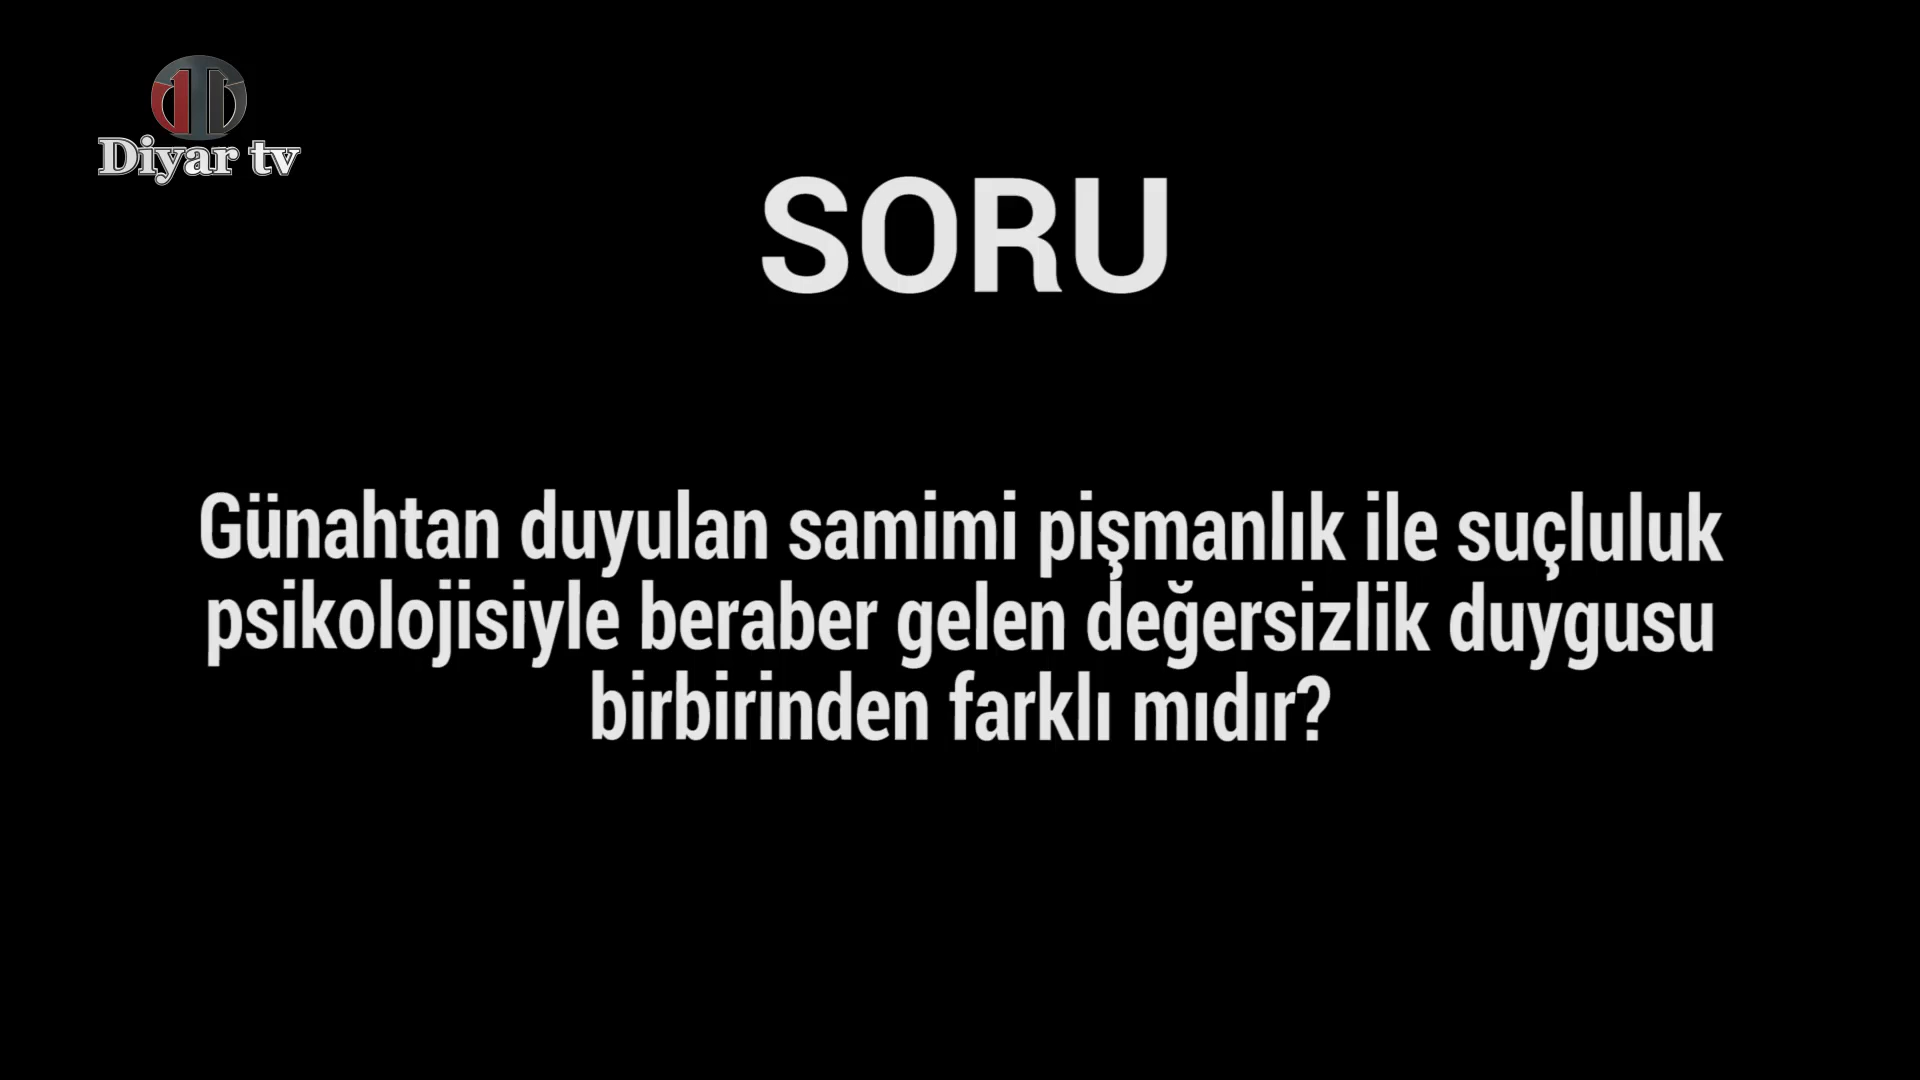 Diyar tv
SORU
Günahtan duyulan samimi pişmanlık ile suçluluk
psikolojisiyle beraber gelen değersizlik duygusu
birbirinden farklı mıdır?